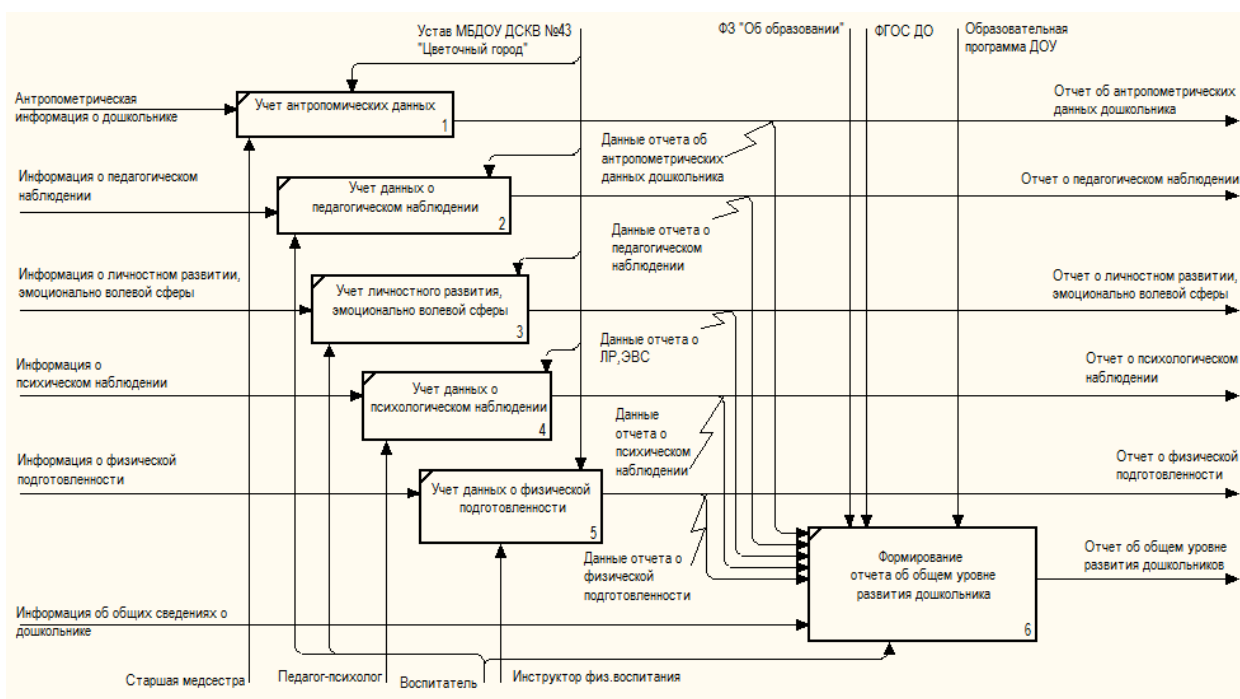 Устав МБДОУ ДСКВ №43
"Цветочный город"
ФЗ "Об образовании"
ФГОС ДО
Образовательная
программа ДОУ
Антропометрическая
информация о дошкольнике
Учет антропомических данных
1
Отчет об антропометрических
данных дошкольника
Данные отчета об
антропометрических
данных дошкольника
Информация о педагогическом
наблюдении
Учет данных о
педагогическом наблюдении
2
Отчет о педагогическом наблюдении
Данные отчета о
педагогическом
наблюдении
Информация о личностном развитии,
эмоционально волевой сферы
Учет личностного развития,
эмоционально волевой сферы
3
Отчет о личностном развитии,
эмоционально волевой сферы
Данные отчета о
ЛР,ЭВС
Информация о
психическом наблюдении
Учет данных о
психологическом наблюдении
4
Отчет о психологическом
наблюдении
Данные
отчета о
психическом
наблюдении
Информация о физической
подготовленности
Учет данных о физической
подготовленности
5
Отчет о физической
подготовленности
Данные отчета о
физической
подготовленности
Формирование
отчета об общем уровне
развития дошкольника
6
Отчет об общем уровне
развития дошкольников
Информация об общих сведениях о
дошкольнике
Старшая медсестра
Педагог-психолог
Воспитатель
Инструктор физ.воспитания